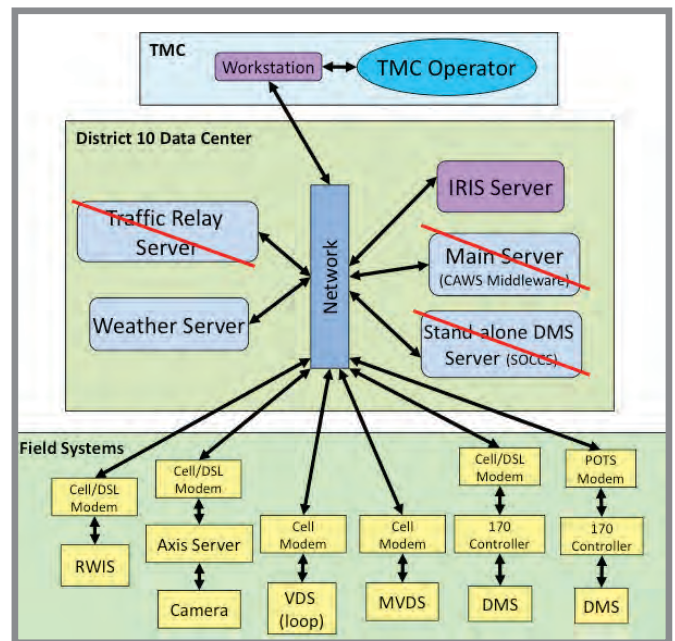 TMC
Workstation
TMC Operator
District 10 Data Center
IRIS Server
Traffic Relay
Server
Network
Main Server
(CAWS Middleware)
Weather Server
Stand-alone DMS
Server (SOCCS)
Field Systems
Cell/DSL
Modem
RWIS
Cell/DSL
Modem
Axis Server
Camera
Cell
Modem
VDS
(loop)
Cell
Modem
MVDS
Cell/DSL
Modem
170
Controller
DMS
POTS
Modem
170
Controller
DMS